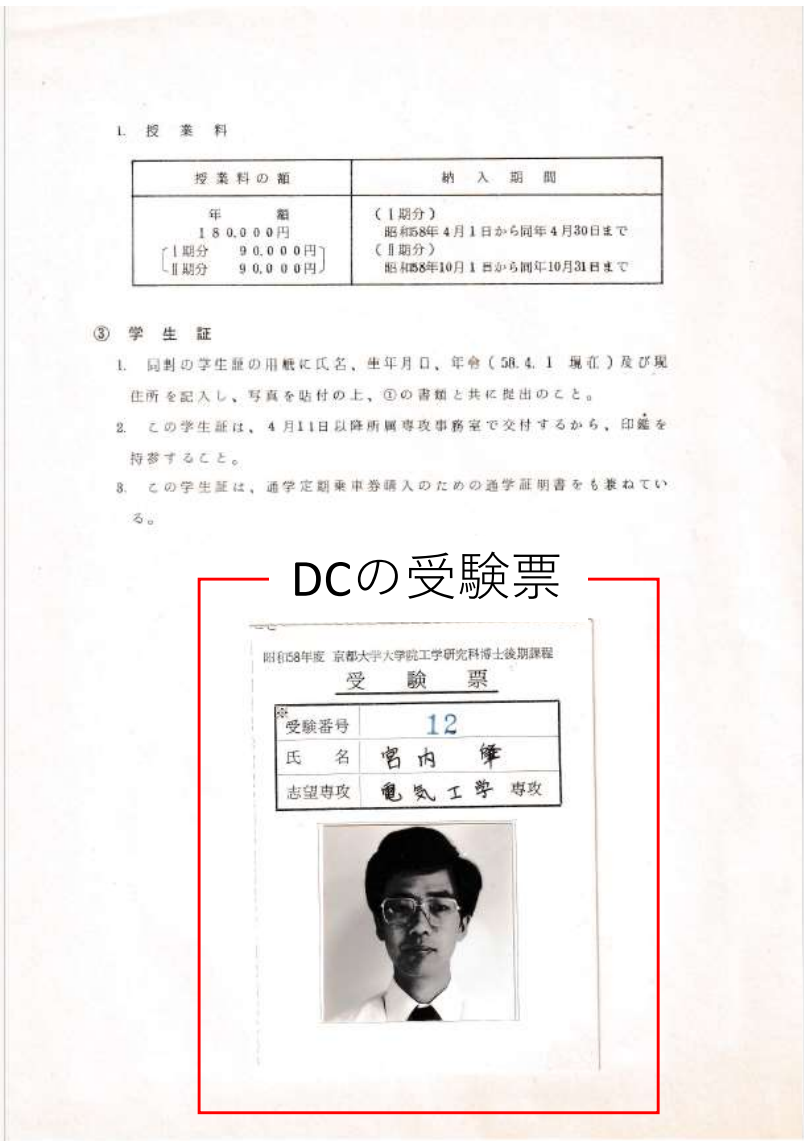 1. 授業料
授業料の額 納入期間
年額
180,000円
Ⅰ期分 90,000円
Ⅱ期分 90,000円
(Ⅰ期分)
昭和58年4月1日から同年4月30日まで
(Ⅱ期分)
昭和58年10月1日から同年10月31日まで
③ 学生証
1. 同封の学生証の用紙に氏名、生年月日、年令(58.4.1 現在)及び現
住所を記入し、写真を貼付の上、①の書類と共に提出のこと。
2. この学生証は、4月11日以降所属専攻事務室で交付するから、印鑑を
持参すること。
3. この学生証は、通学定期乗車券購入のための通学証明書をも兼ねてい
る。
DCの受験票
昭和58年度 京都大学大学院工学研究科博士後期課程
受験票
※
受験番号 12
氏名 宮内
志望専攻 電気工学 専攻